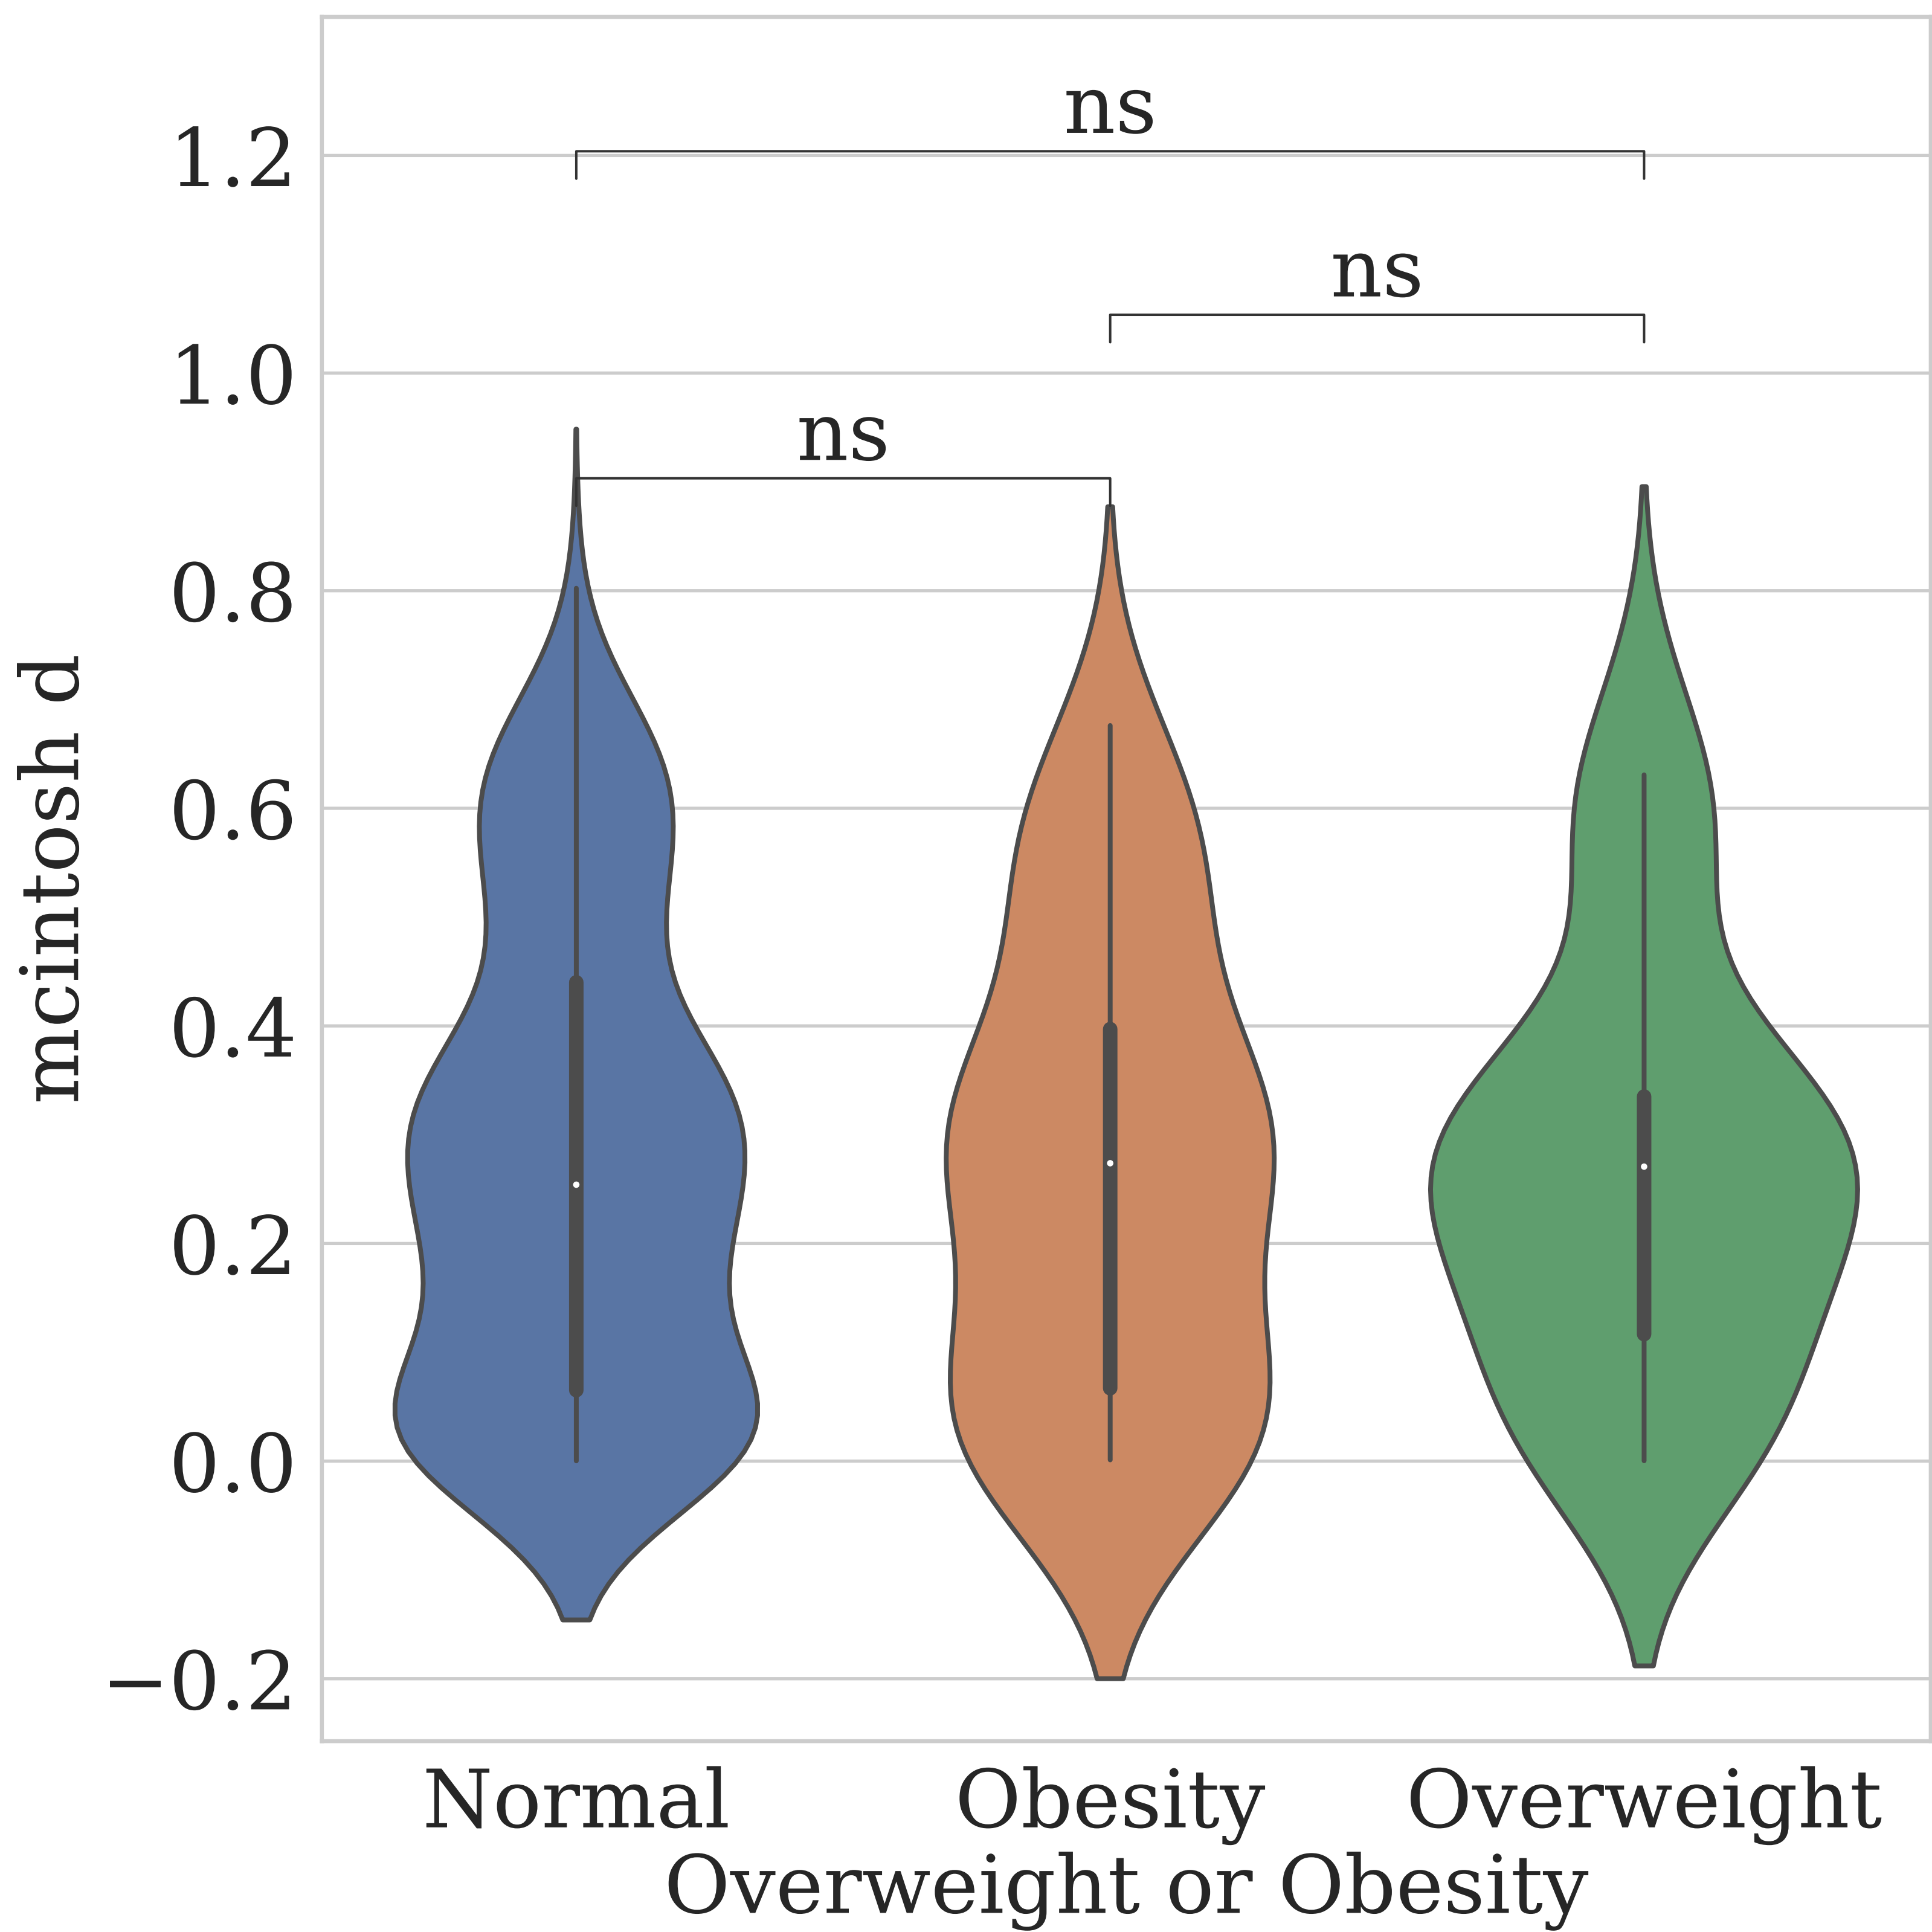 ns
1.2
ns
1.0
ns
0.8
0.6
0.4
0.2
0.0
−0.2
mcintosh d
Normal Obesity Overweight
Overweight or Obesity